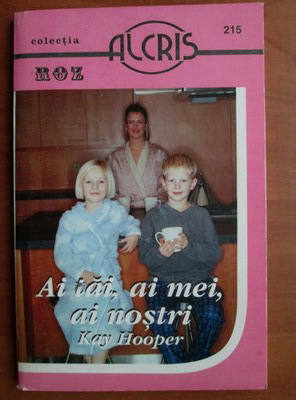 colecția
ROZ
ALCRIS
215
Ai tăi, ai mei,
ai noștri
Kay Hooper